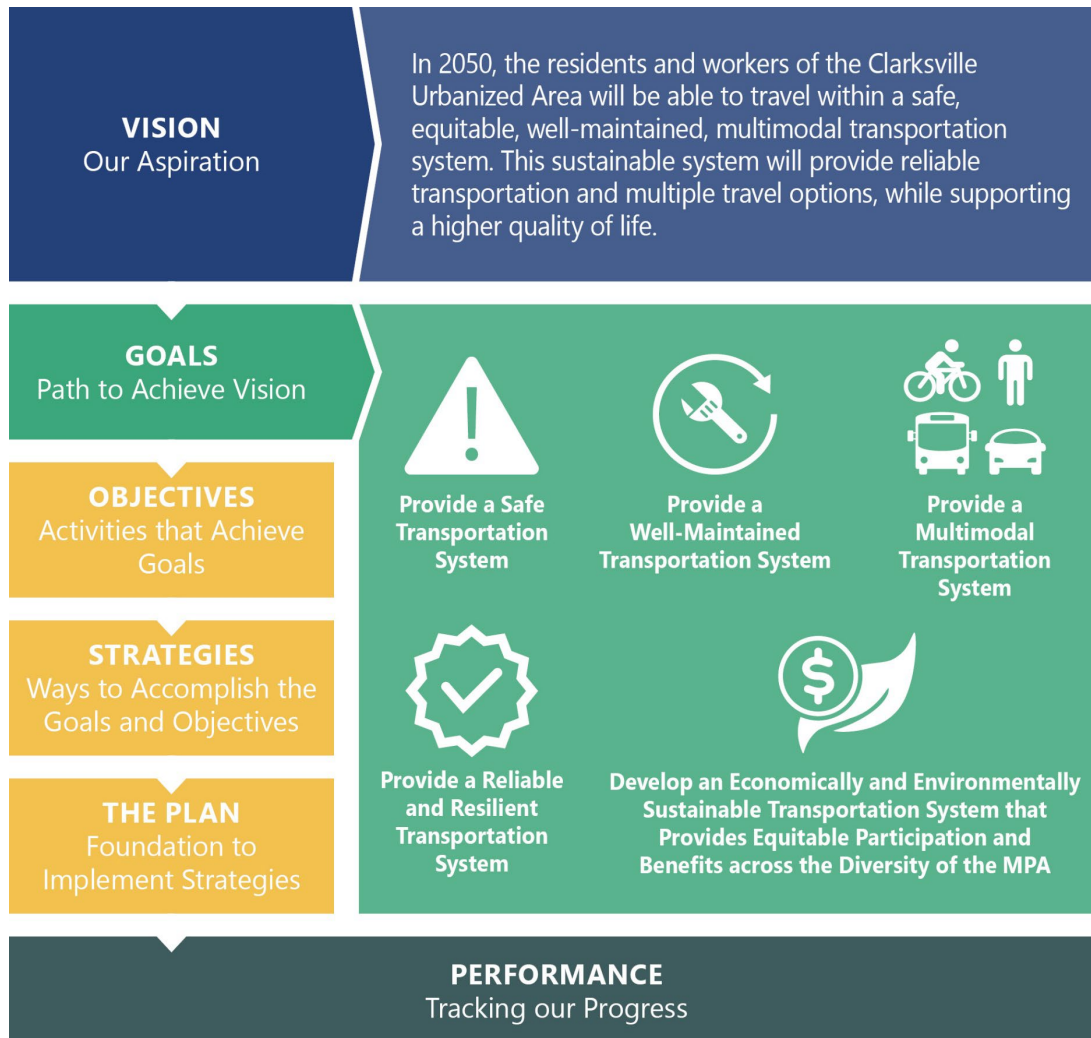 VISION
Our Aspiration
In 2050, the residents and workers of the Clarksville
Urbanized Area will be able to travel within a safe,
equitable, well-maintained, multimodal transportation
system. This sustainable system will provide reliable
transportation and multiple travel options, while supporting
a higher quality of life.
GOALS
Path to Achieve Vision
Provide a Safe
Transportation
System
Provide a
Well-Maintained
Transportation System
Provide a
Multimodal
Transportation
System
Provide a Reliable
and Resilient
Transportation
System
$
Develop an Economically and Environmentally
Sustainable Transportation System that
Provides Equitable Participation and
Benefits across the Diversity of the MPA
OBJECTIVES
Activities that Achieve
Goals
STRATEGIES
Ways to Accomplish the
Goals and Objectives
THE PLAN
Foundation to
Implement Strategies
PERFORMANCE
Tracking our Progress